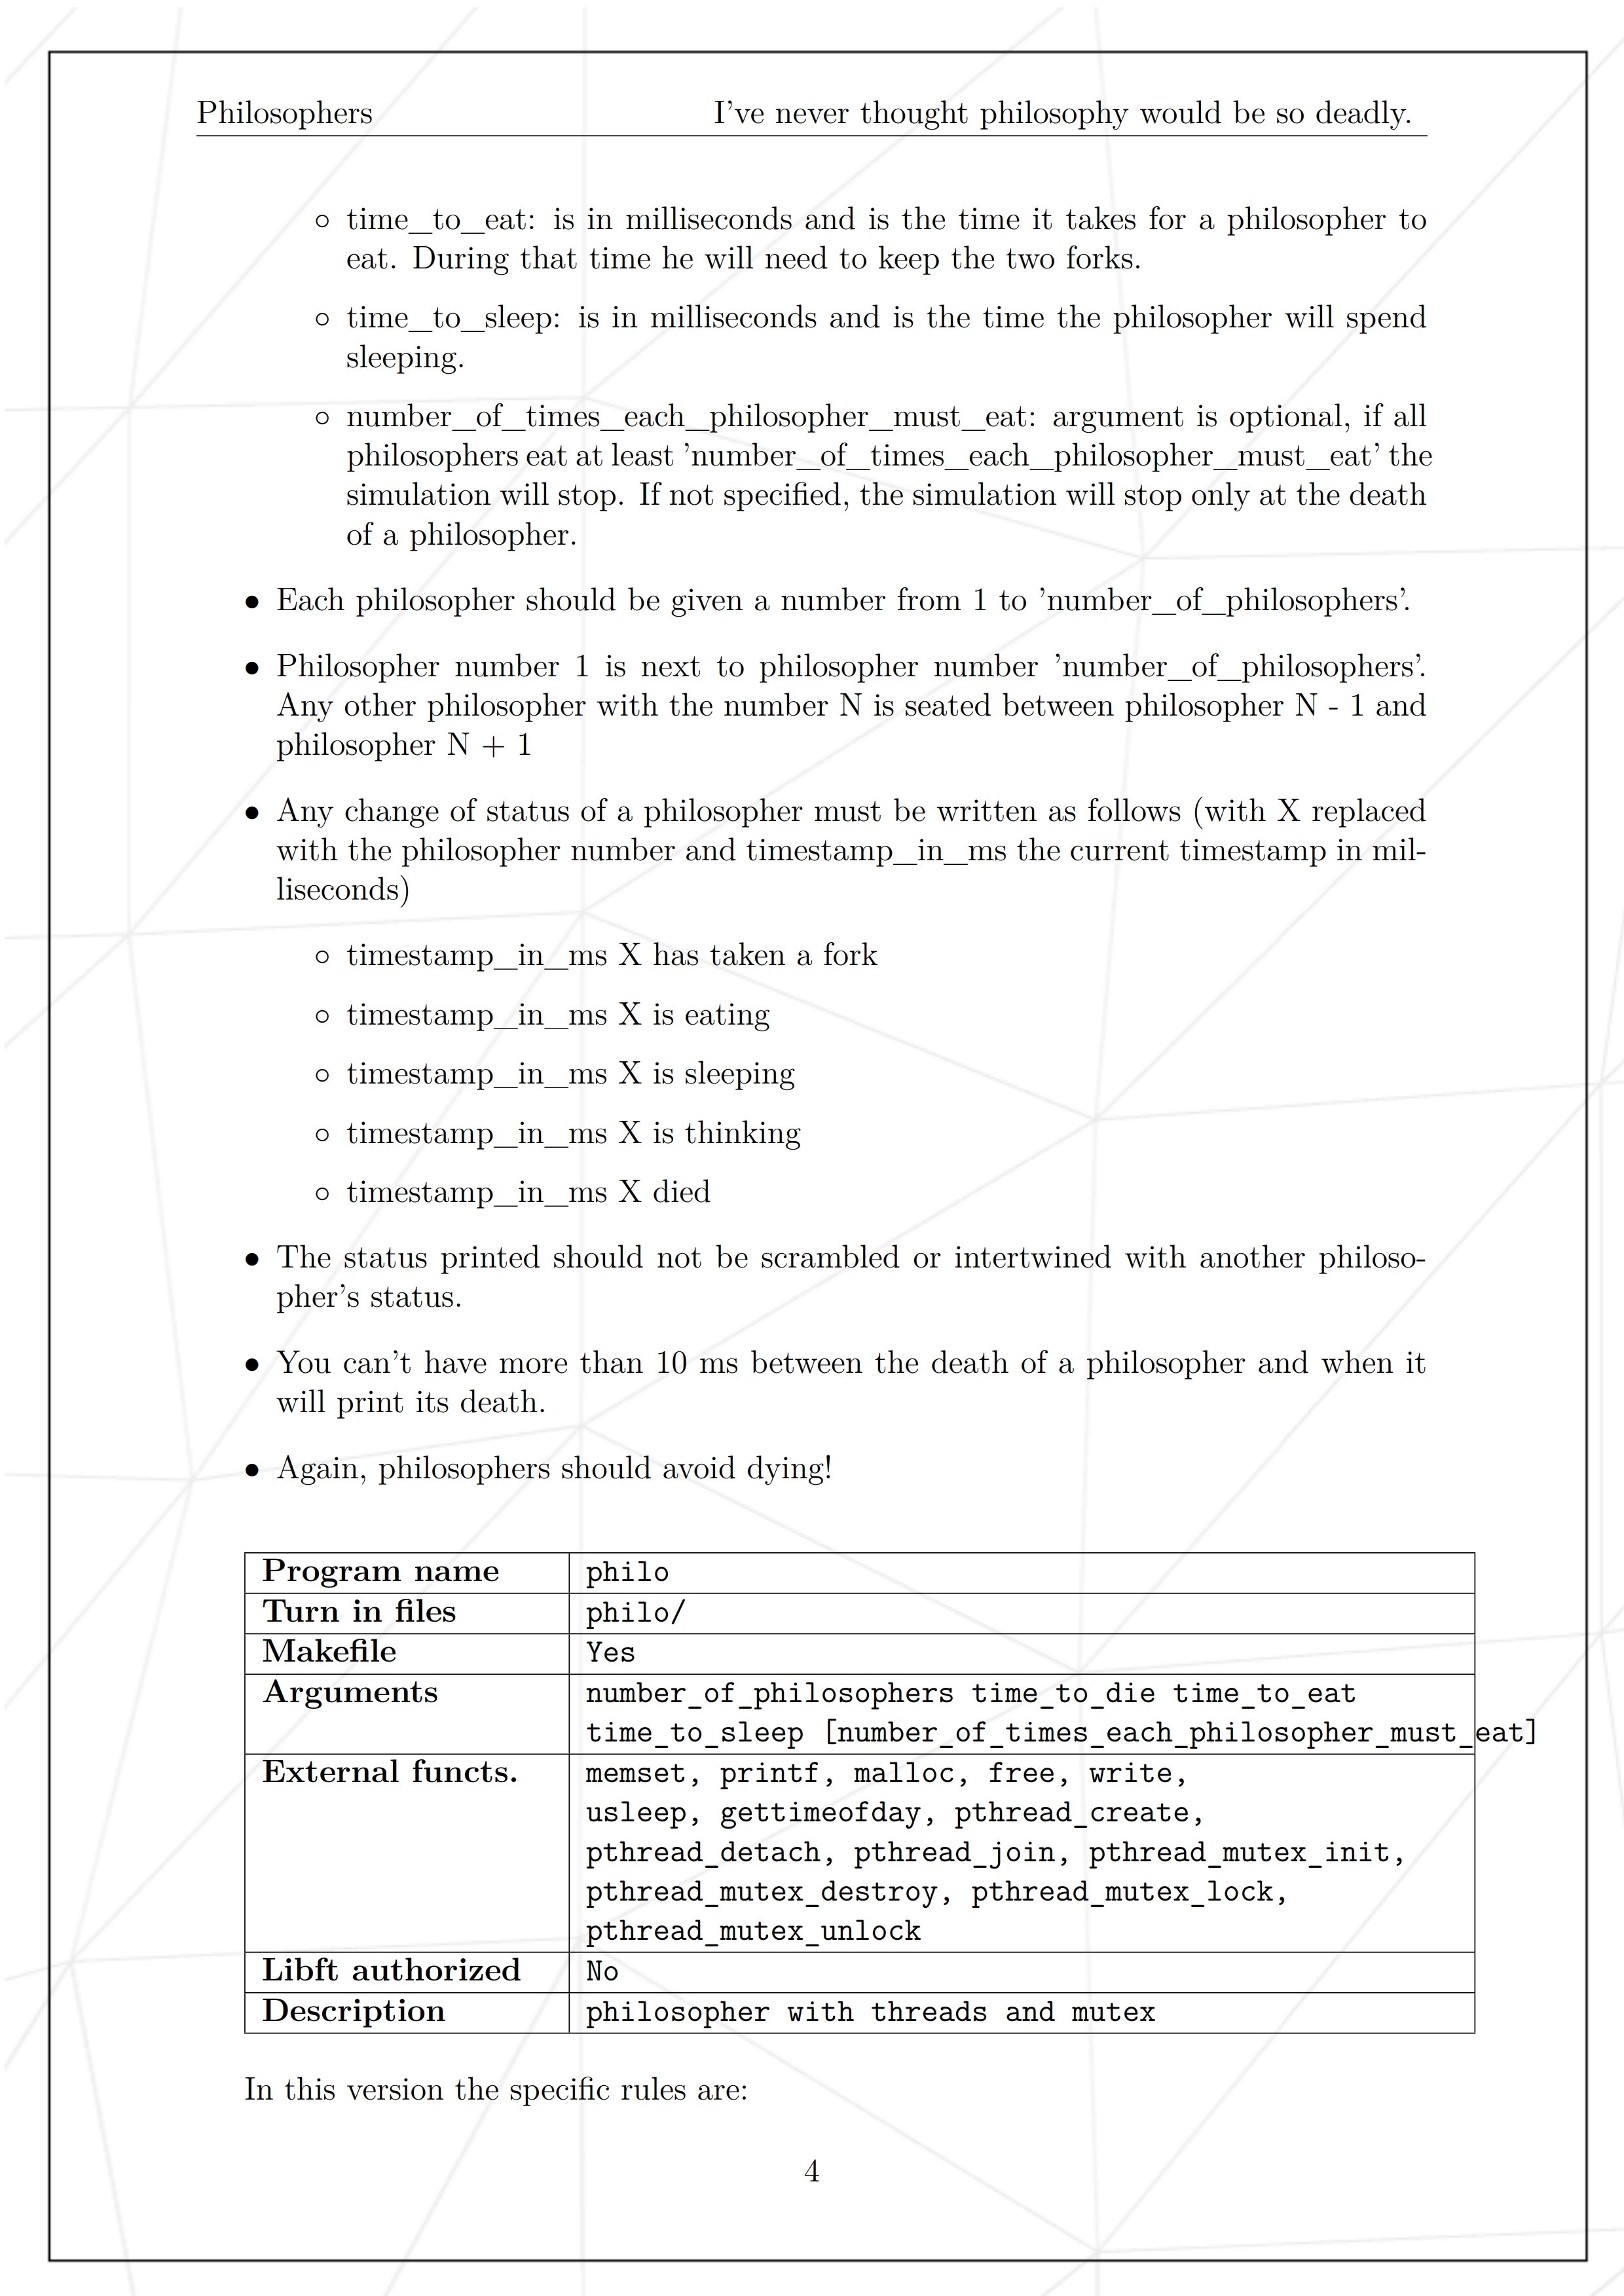 Philosophers I've never thought philosophy would be so deadly.
◦ time_to_eat: is in milliseconds and is the time it takes for a philosopher to
eat. During that time he will need to keep the two forks.
◦ time_to_sleep: is in milliseconds and is the time the philosopher will spend
sleeping.
◦ number_of_times_each_philosopher_must_eat: argument is optional, if all
philosophers eat at least ’number_of_times_each_philosopher_must_eat’ the
simulation will stop. If not specified, the simulation will stop only at the death
of a philosopher.
• Each philosopher should be given a number from 1 to ’number_of_philosophers’.
• Philosopher number 1 is next to philosopher number ’number_of_philosophers’.
Any other philosopher with the number N is seated between philosopher N - 1 and
philosopher N + 1
• Any change of status of a philosopher must be written as follows (with X replaced
with the philosopher number and timestamp_in_ms the current timestamp in mil-
liseconds)
◦ timestamp_in_ms X has taken a fork
◦ timestamp_in_ms X is eating
◦ timestamp_in_ms X is sleeping
◦ timestamp_in_ms X is thinking
◦ timestamp_in_ms X died
• The status printed should not be scrambled or intertwined with another philoso-
pher’s status.
• You can’t have more than 10 ms between the death of a philosopher and when it
will print its death.
• Again, philosophers should avoid dying!
Program name philo
Turn in files philo/
Makefile Yes
Arguments number_of_philosophers time_to_die time_to_eat
time_to_sleep [number_of_times_each_philosopher_must_eat]
External functs. memset, printf, malloc, free, write,
usleep, gettimeofday, pthread_create,
pthread_detach, pthread_join, pthread_mutex_init,
pthread_mutex_destroy, pthread_mutex_lock,
pthread_mutex_unlock
Libft authorized No
Description philosopher with threads and mutex
In this version the specific rules are:
4